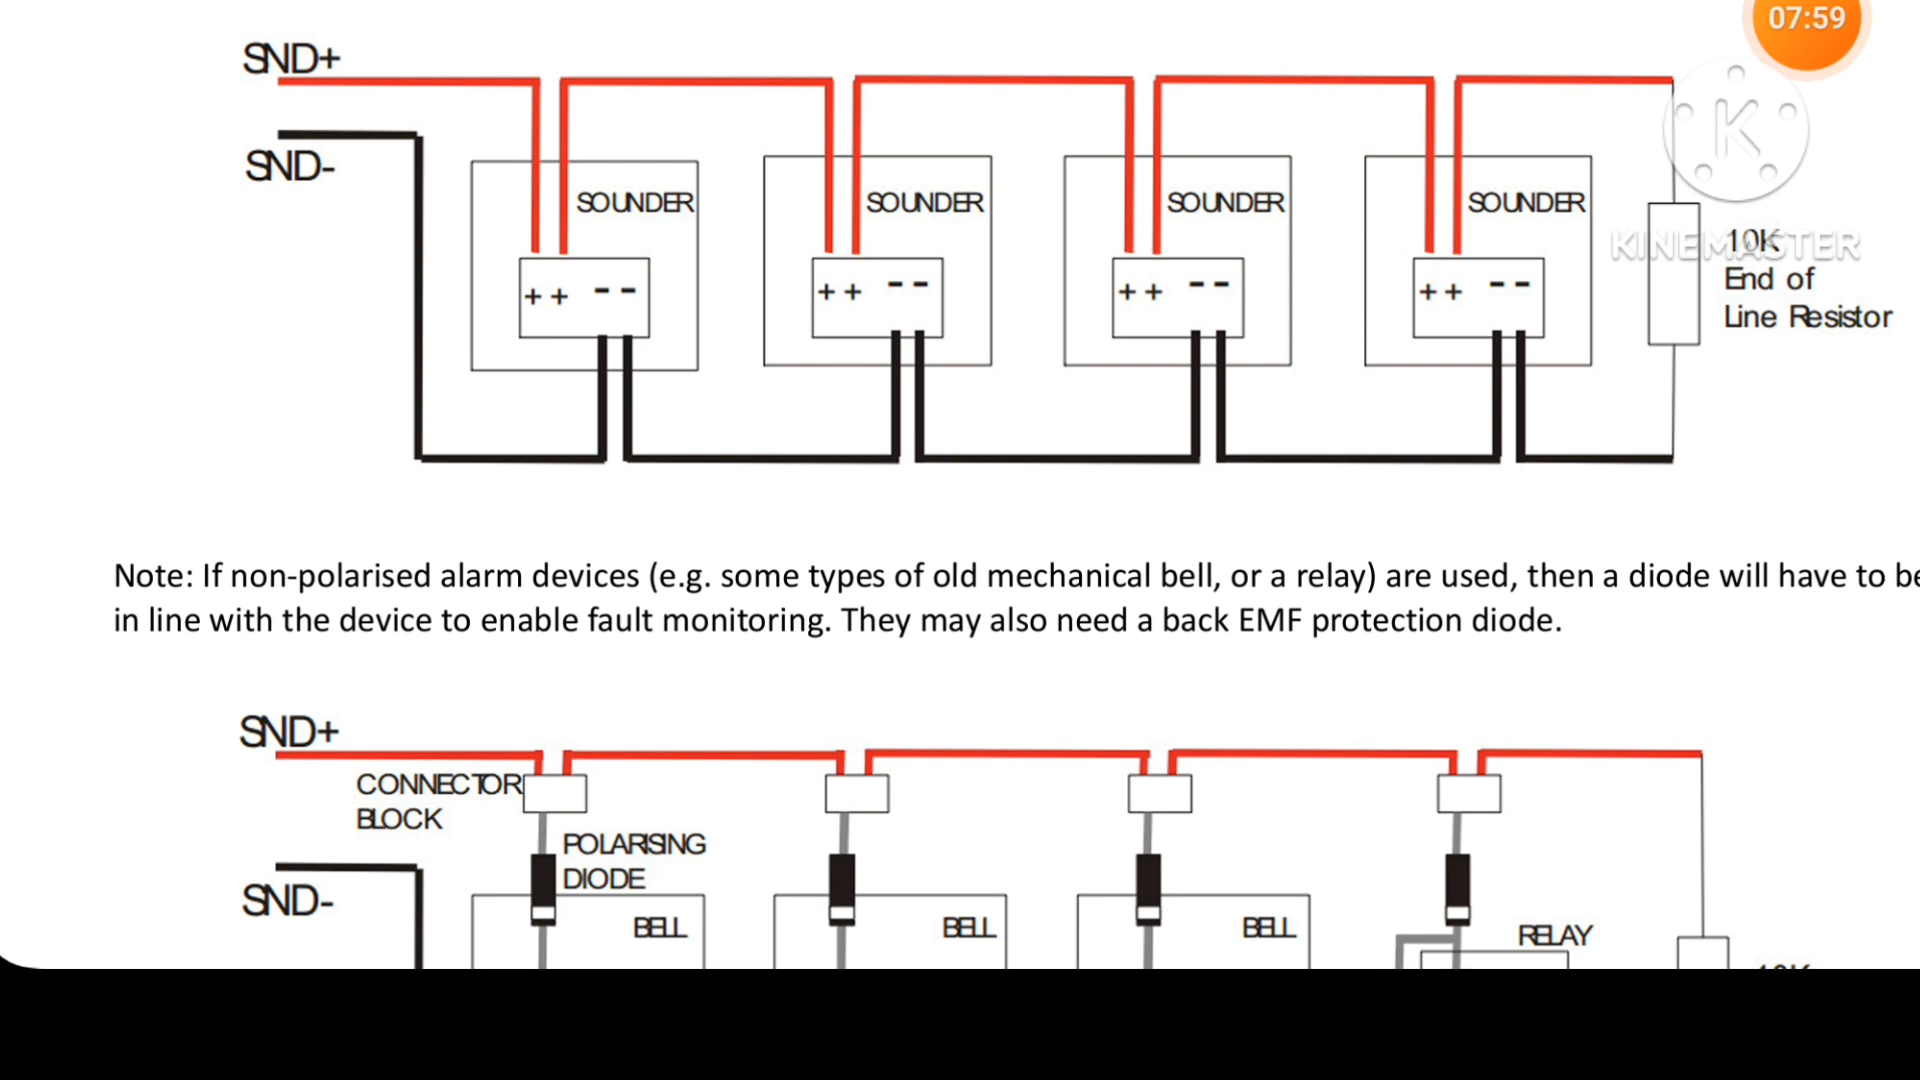 07:59
SND+
SND-
K
KINEMASTER
SOUNDER
SOUNDER
SOUNDER
SOUNDER
++ --
++ --
++ --
++ --
10K
End of
Line Resistor
Note: If non-polarised alarm devices (e.g. some types of old mechanical bell, or a relay) are used, then a diode will have to be
in line with the device to enable fault monitoring. They may also need a back EMF protection diode.
SND+
CONNECTOR
BLOCK
POLARISING
DIODE
SND-
BELL
BELL
BELL
RELAY